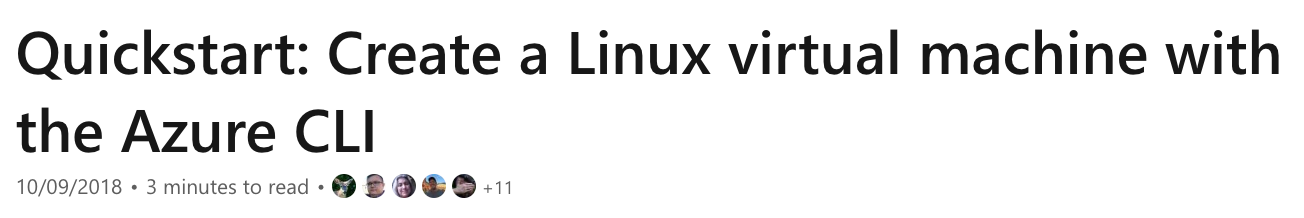 Quickstart: Create a Linux virtual machine with
the Azure CLI
10/09/2018 • 3 minutes to read • +11